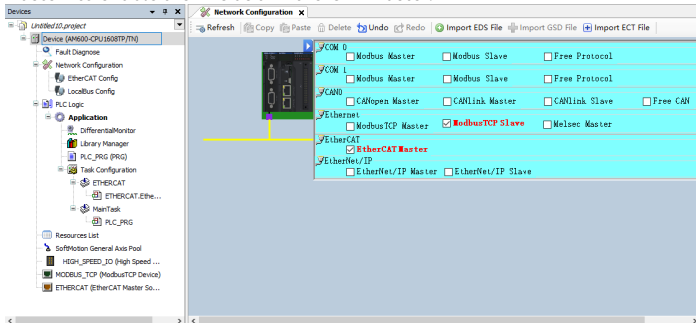 Devices
Network Configuration
Untitled10.project
Device (AM600-CPU1608TP/TN)
Fault Diagnose
Network Configuration
EtherCAT Config
LocalBus Config
PLC Logic
Application
DifferentialMonitor
Library Manager
PLC_PRG (PRG)
Task Configuration
ETHERCAT
ETHERCAT.Ethe...
MainTask
PLC_PRG
Resources List
SoftMotion General Axis Pool
HIGH_SPEED_IO (High Speed ...
MODBUS_TCP (ModbusTCP Device)
ETHERCAT (EtherCAT Master So...
Refresh Copy Paste Delete Undo Redo Import EDS File Import GSD File Import ECT File
COM 0
Modbus Master Modbus Slave Free Protocol
COM 1
Modbus Master Modbus Slave Free Protocol
CAN0
CANopen Master CANlink Master CANlink Slave Free CAN
Ethernet
ModbusTCP Master ModbusTCP Slave Melsec Master
EtherCAT
EtherCAT Master
EtherNet/IP
EtherNet/IP Master EtherNet/IP Slave